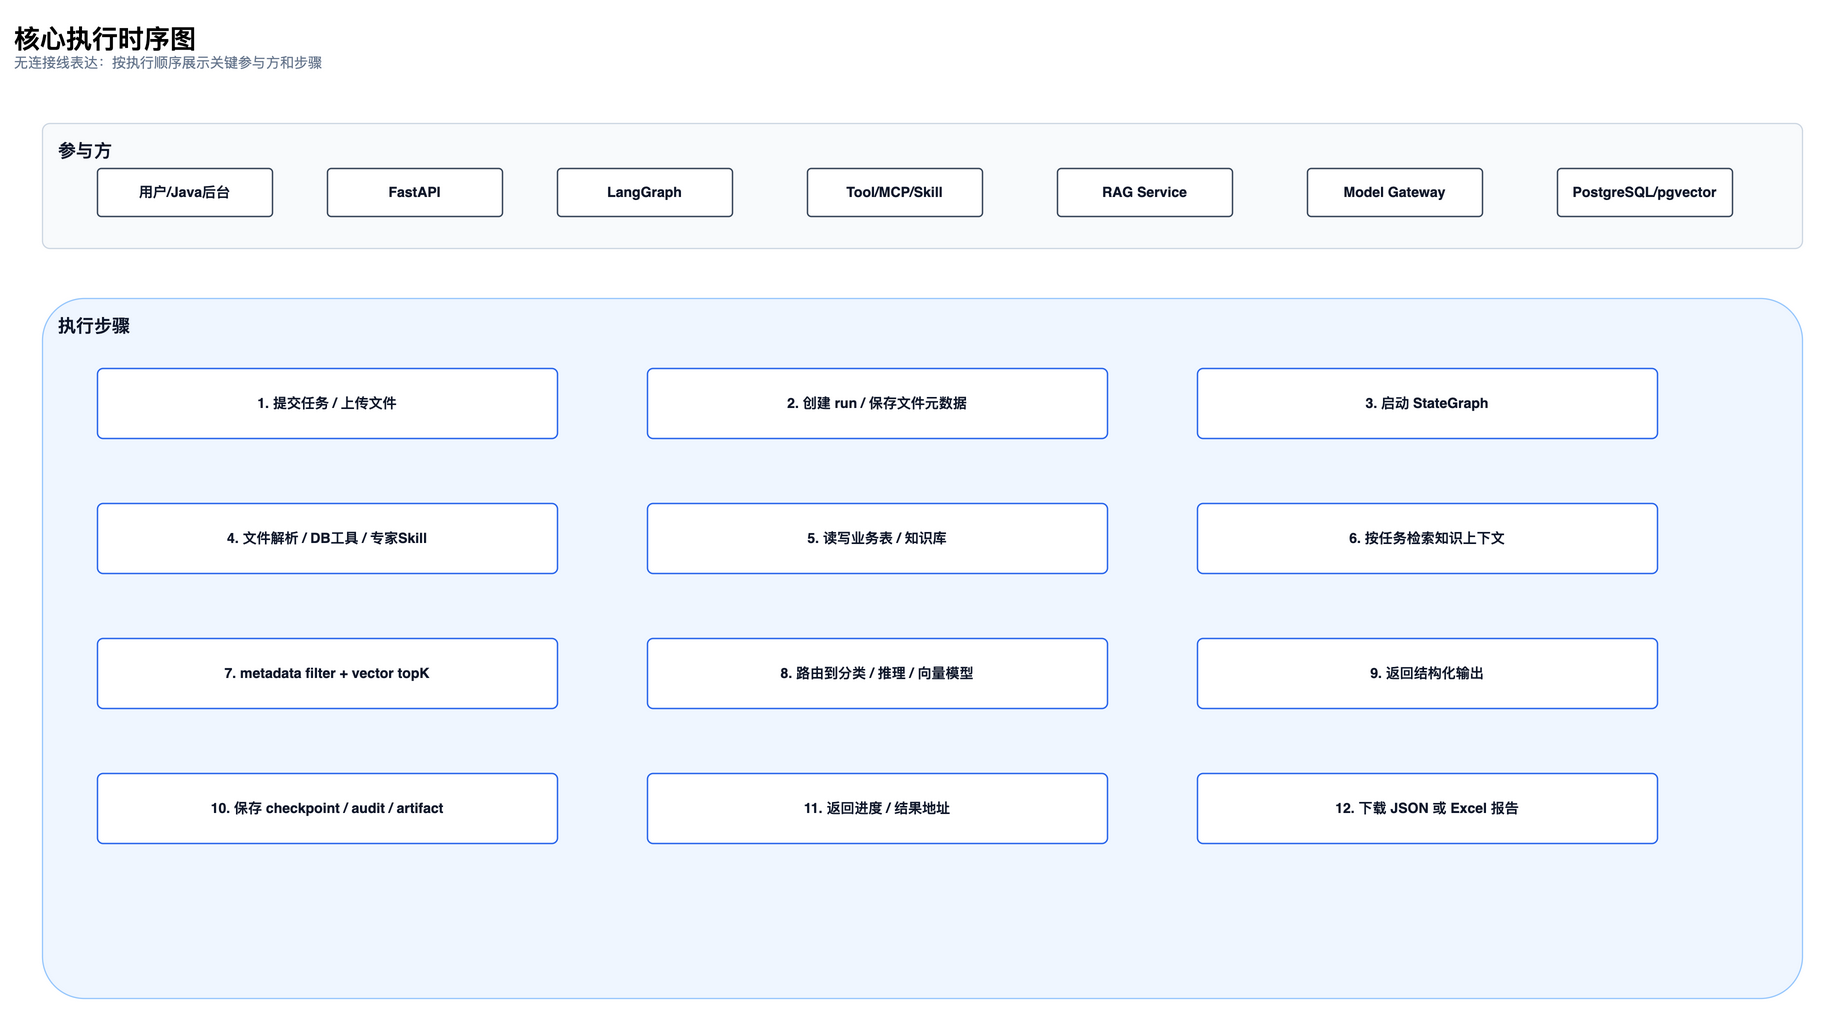 核心执行时序图
无连接线表达：按执行顺序展示关键参与方和步骤
参与方
用户/Java后台
FastAPI
LangGraph
Tool/MCP/Skill
RAG Service
Model Gateway
PostgreSQL/pgvector
执行步骤
1. 提交任务 / 上传文件
2. 创建 run / 保存文件元数据
3. 启动 StateGraph
4. 文件解析 / DB工具 / 专家Skill
5. 读写业务表 / 知识库
6. 按任务检索知识上下文
7. metadata filter + vector topK
8. 路由到分类 / 推理 / 向量模型
9. 返回结构化输出
10. 保存 checkpoint / audit / artifact
11. 返回进度 / 结果地址
12. 下载 JSON 或 Excel 报告